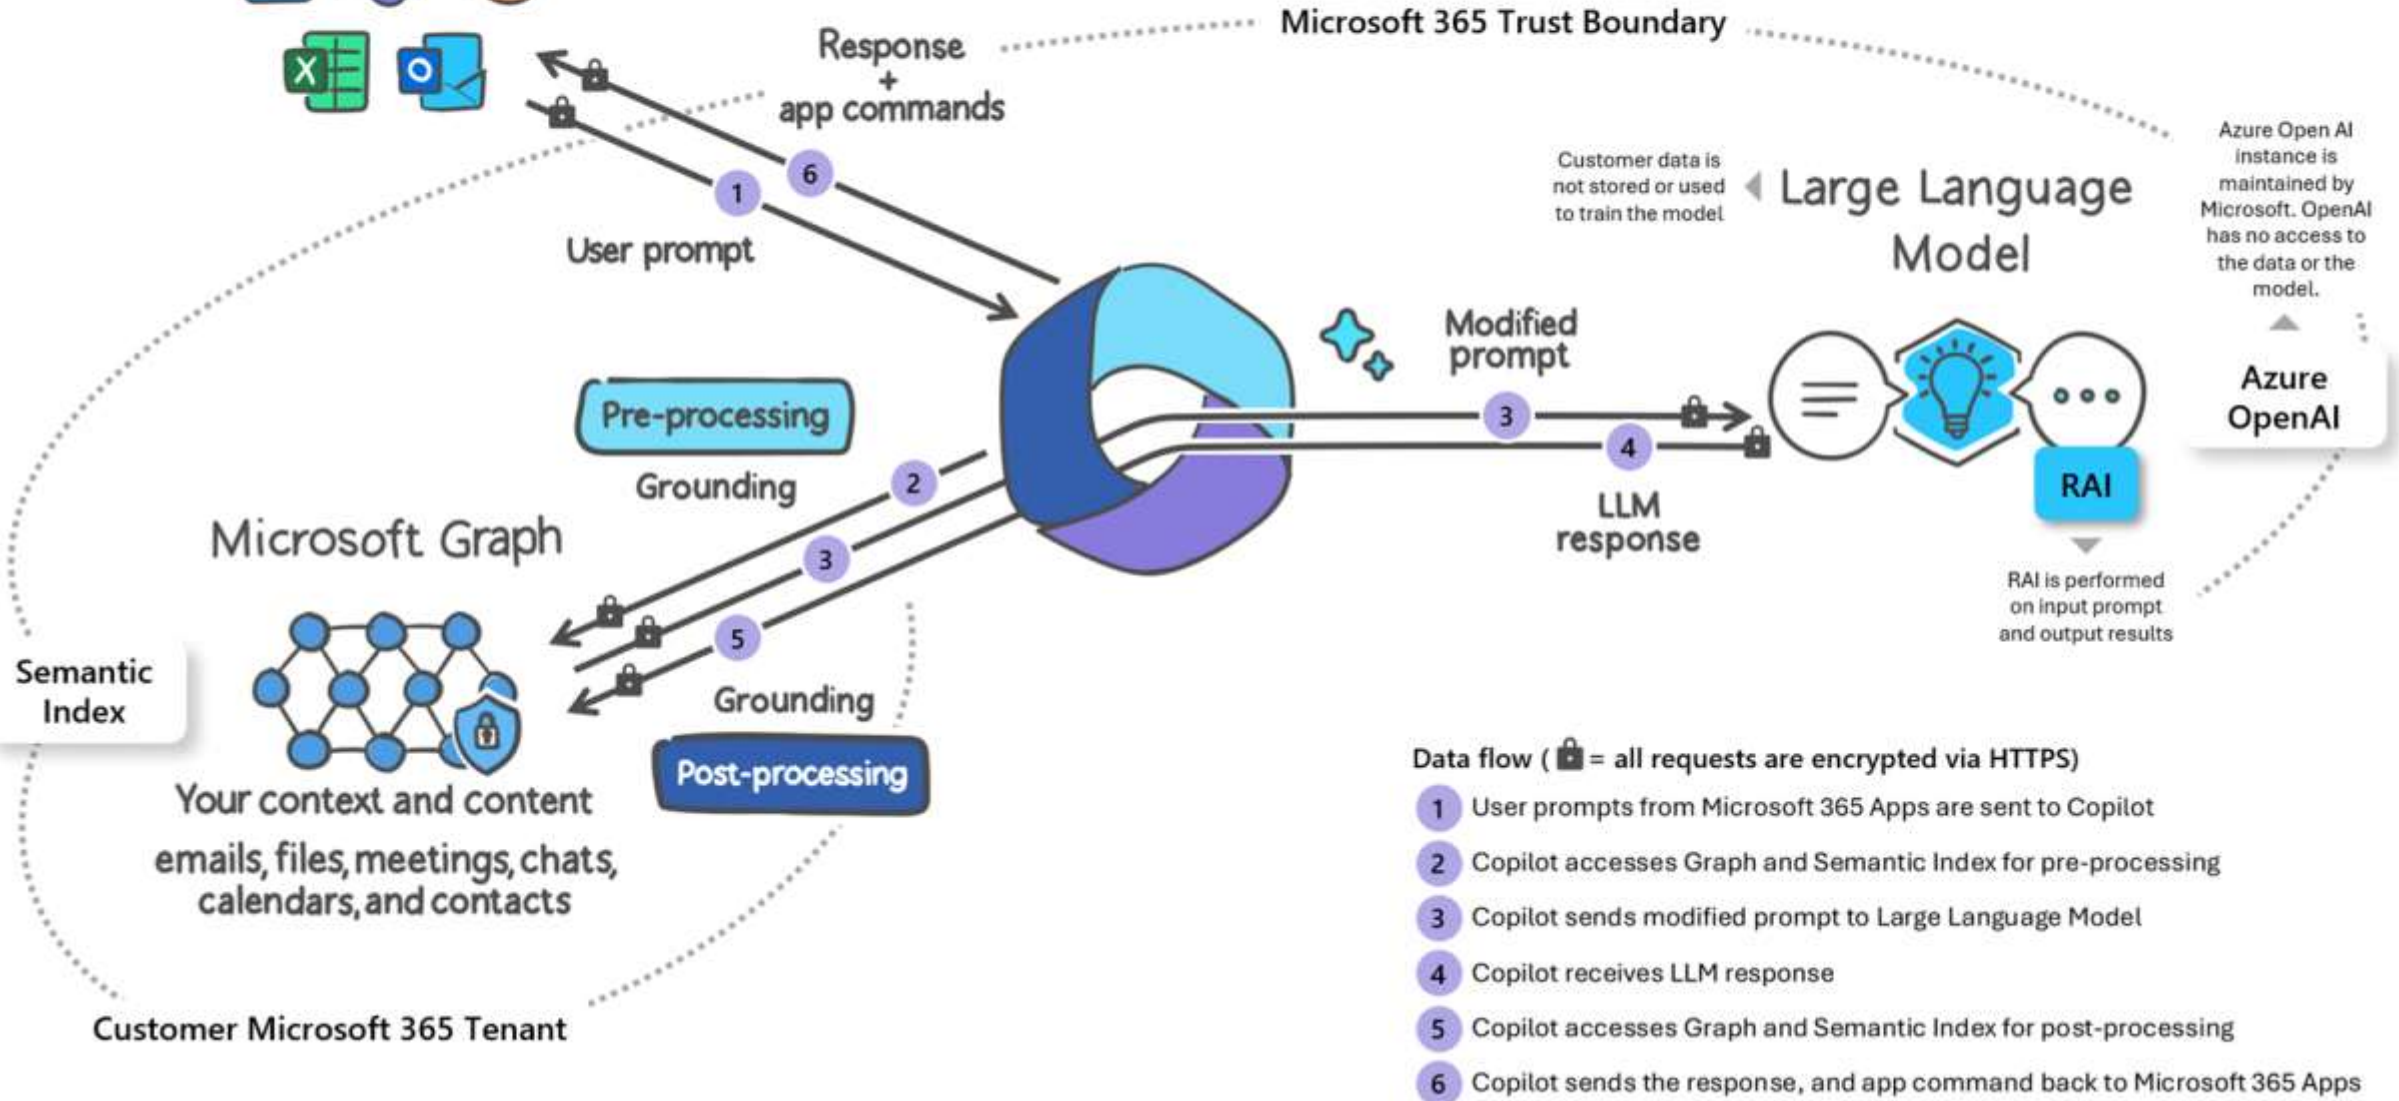 Microsoft 365 Trust Boundary
X
O
Response
+
app commands
6
1
User prompt
Customer data is
not stored or used
to train the model
Large Language
Model
Azure Open AI
instance is
maintained by
Microsoft. OpenAI
has no access to
the data or the
model.
Azure
OpenAI
Modified
prompt
3
4
LLM
response
RAI
RAI is performed
on input prompt
and output results
Pre-processing
Grounding
2
3
5
Microsoft Graph
Semantic
Index
Grounding
Post-processing
Your context and content
emails, files, meetings, chats,
calendars, and contacts
Customer Microsoft 365 Tenant
Data flow ( = all requests are encrypted via HTTPS)
1 User prompts from Microsoft 365 Apps are sent to Copilot
2 Copilot accesses Graph and Semantic Index for pre-processing
3 Copilot sends modified prompt to Large Language Model
4 Copilot receives LLM response
5 Copilot accesses Graph and Semantic Index for post-processing
6 Copilot sends the response, and app command back to Microsoft 365 Apps